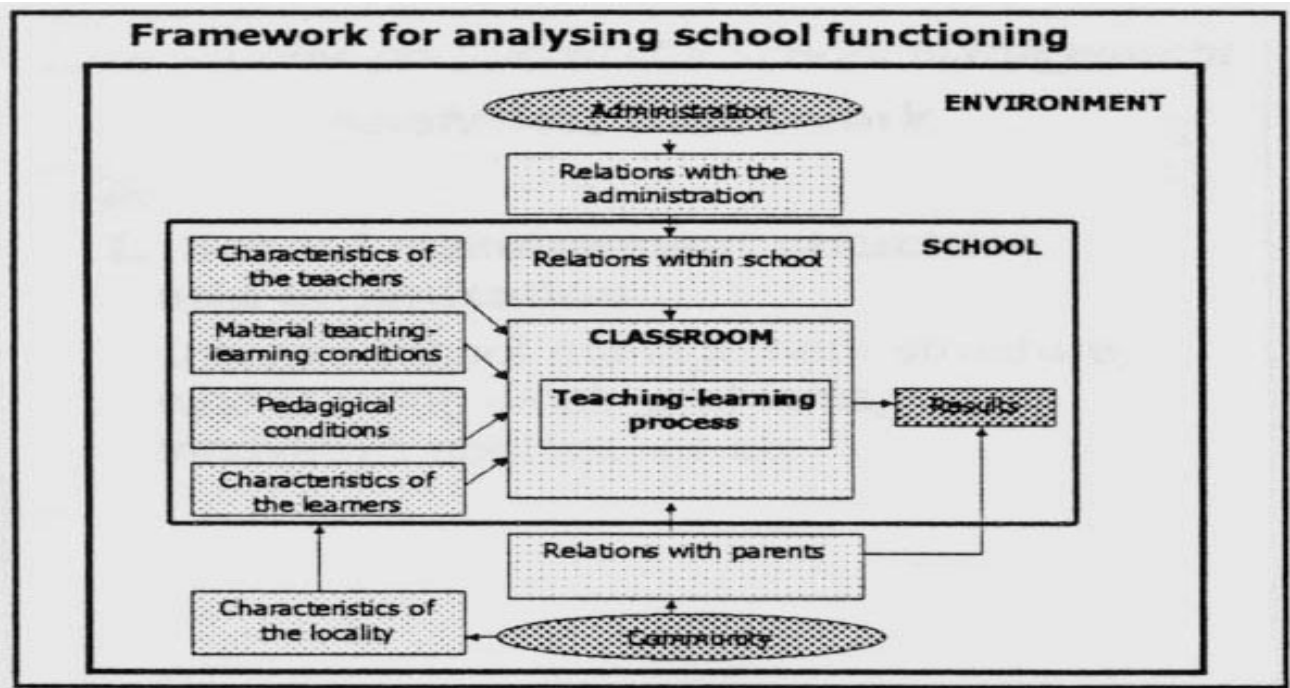 Framework for analysing school functioning
ENVIRONMENT
Administration
Relations with the
administration
SCHOOL
Characteristics of
the teachers
Relations within school
Material teaching-
learning conditions
CLASSROOM
Teaching-learning
process
Pedagigical
conditions
Results
Characteristics of
the learners
Relations with parents
Characteristics of
the locality
Community